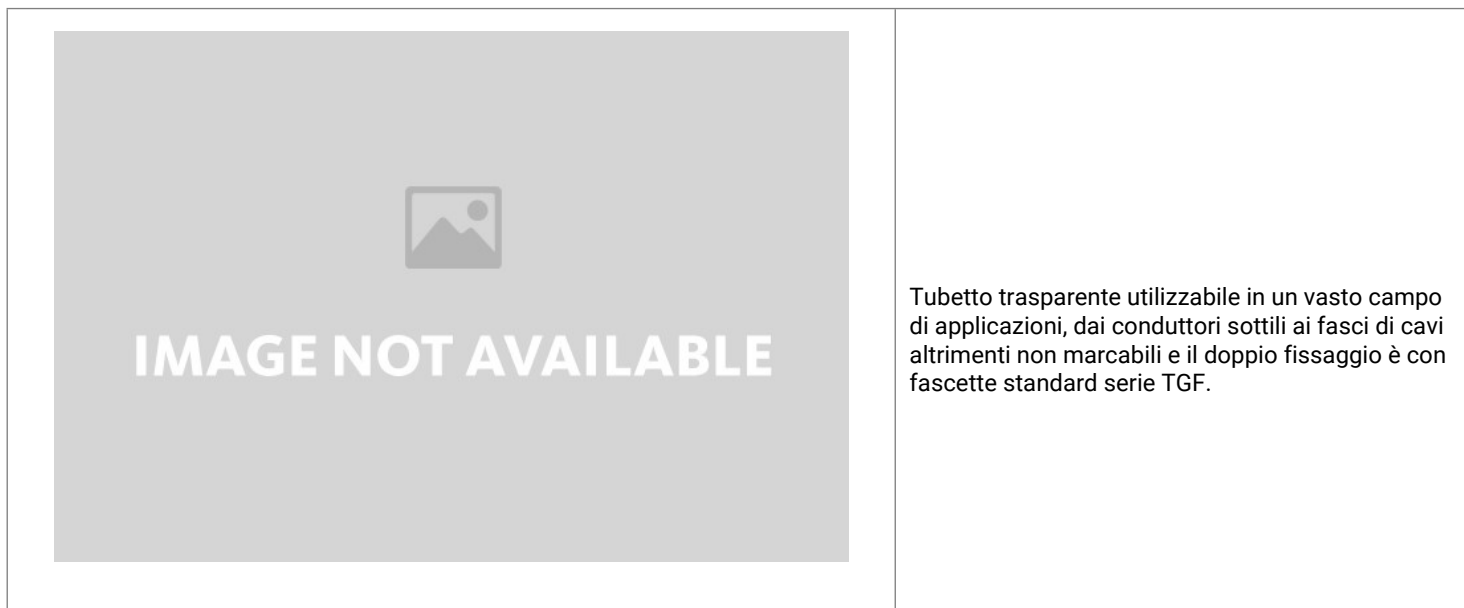 IMAGE NOT AVAILABLE
Tubetto trasparente utilizzabile in un vasto campo
di applicazioni, dai conduttori sottili ai fasci di cavi
altrimenti non marcabili e il doppio fissaggio è con
fascette standard serie TGF.